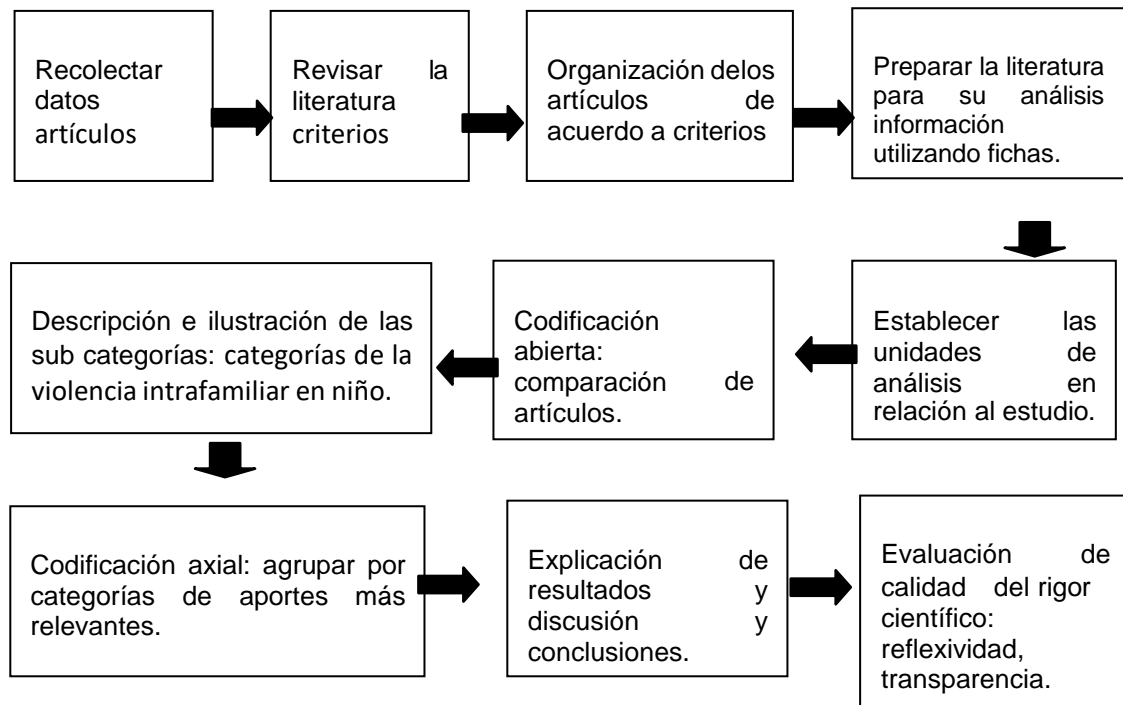 Recolectar
datos
artículos
Revisar la
literatura
criterios
Organización delos
artículos de
acuerdo a criterios
Preparar la literatura
para su análisis
información
utilizando fichas.
Establecer las
unidades de
análisis en
relación al estudio.
Codificación
abierta:
comparación de
artículos.
Descripción e ilustración de las
sub categorías: categorías de la
violencia intrafamiliar en niño.
Codificación axial: agrupar por
categorías de aportes más
relevantes.
Explicación de
resultados y
discusión y
conclusiones.
Evaluación de
calidad del rigor
científico:
reflexividad,
transparencia.